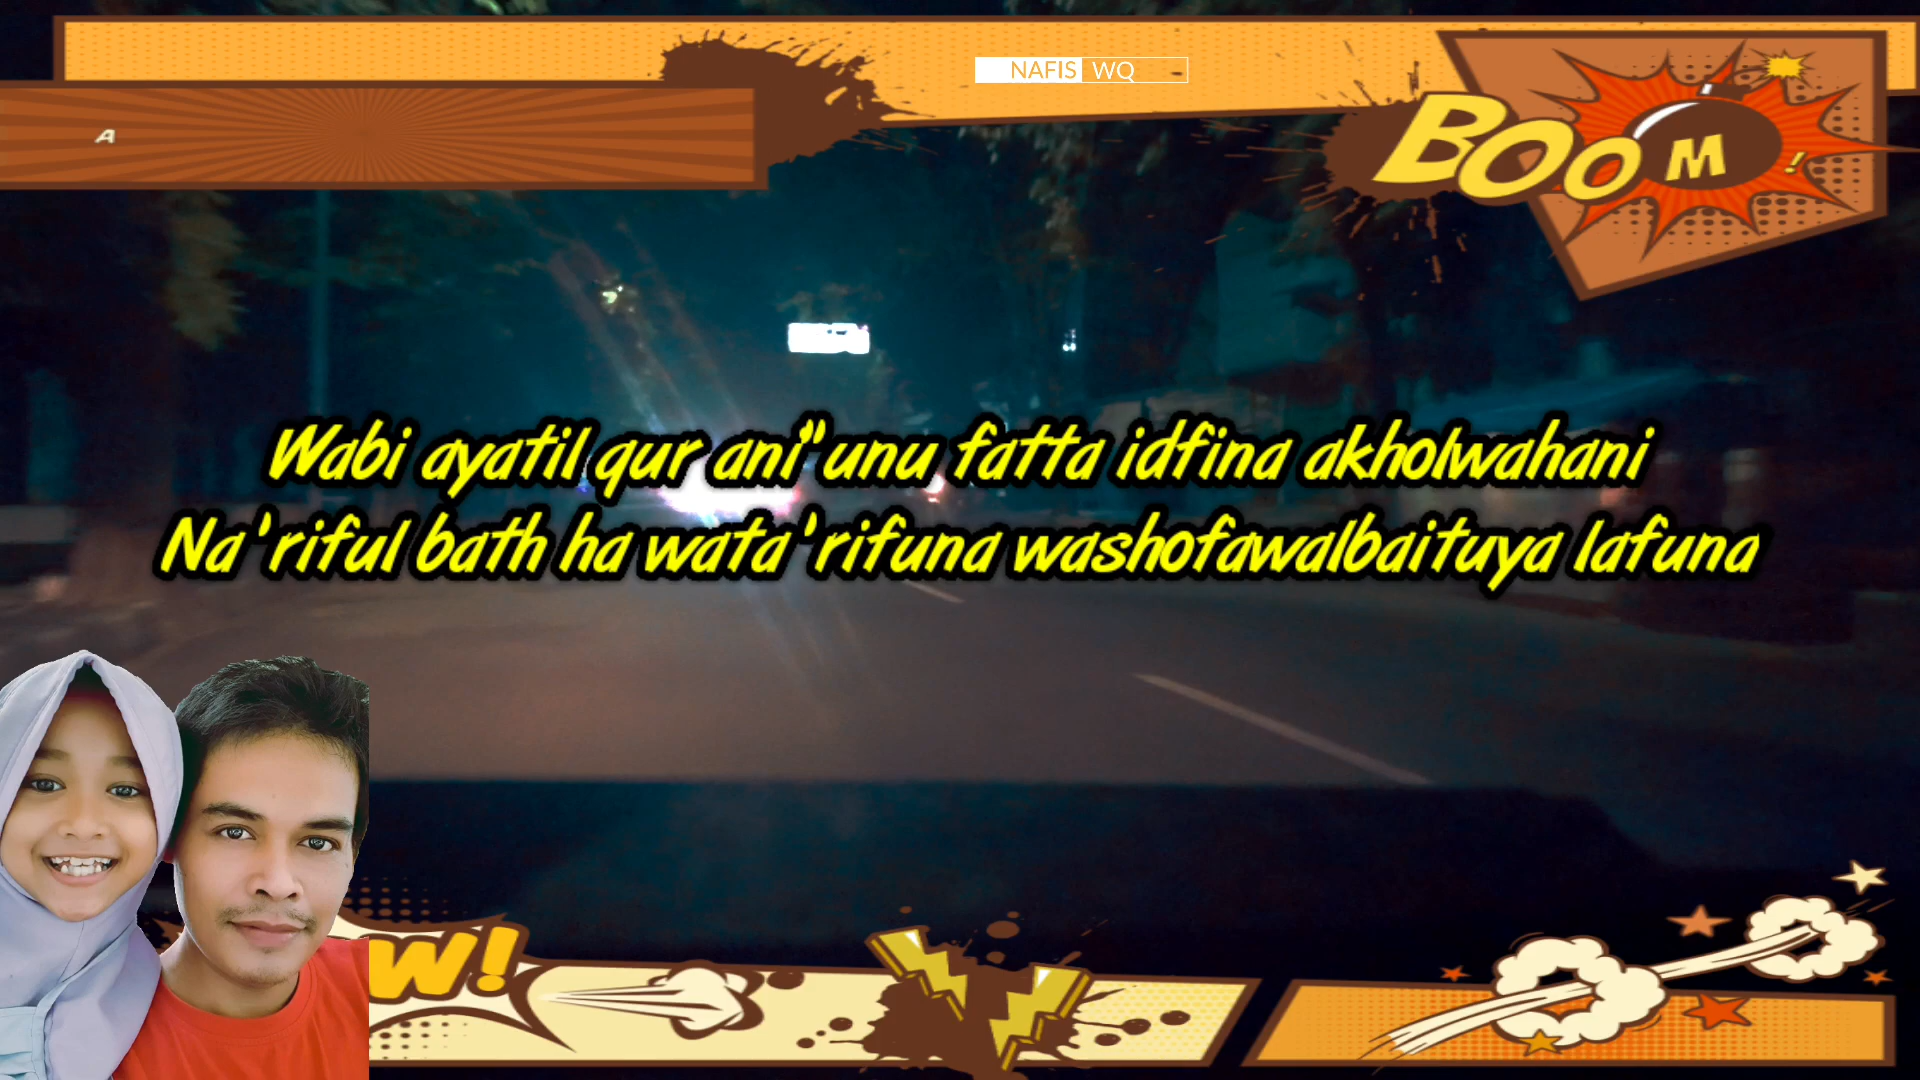 NAFIS WQ
A
BOOM!
Wabi ayatil qur ani"unu fatta idfina akholwahani
Na'riful bath ha wata'rifuna washofawalbaituya lafuna
W!